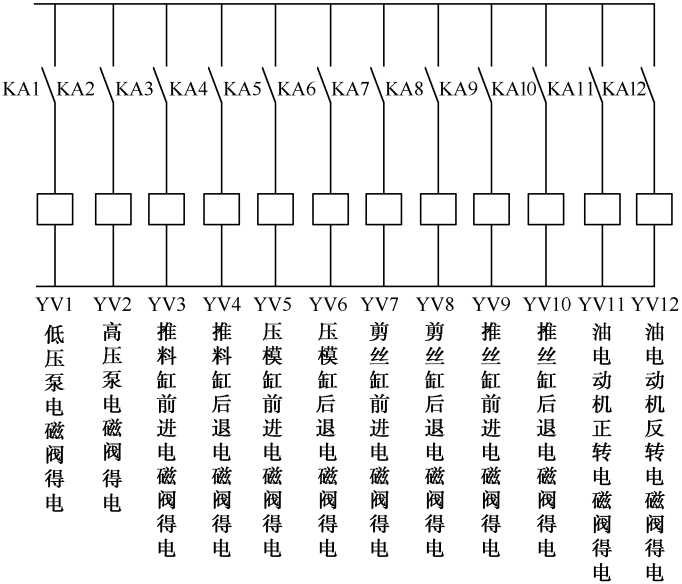 KA1 KA2 KA3 KA4 KA5 KA6 KA7 KA8 KA9 KA10 KA11 KA12
YV1 YV2 YV3 YV4 YV5 YV6 YV7 YV8 YV9 YV10 YV11 YV12
低压泵电磁阀得电
高压泵电磁阀得电
推料缸前进电磁阀得电
推料缸后退电磁阀得电
压模缸前进电磁阀得电
压模缸后退电磁阀得电
剪丝缸前进电磁阀得电
剪丝缸后退电磁阀得电
推丝缸前进电磁阀得电
推丝缸后退电磁阀得电
油电动机正转电磁阀得电
油电动机反转电磁阀得电